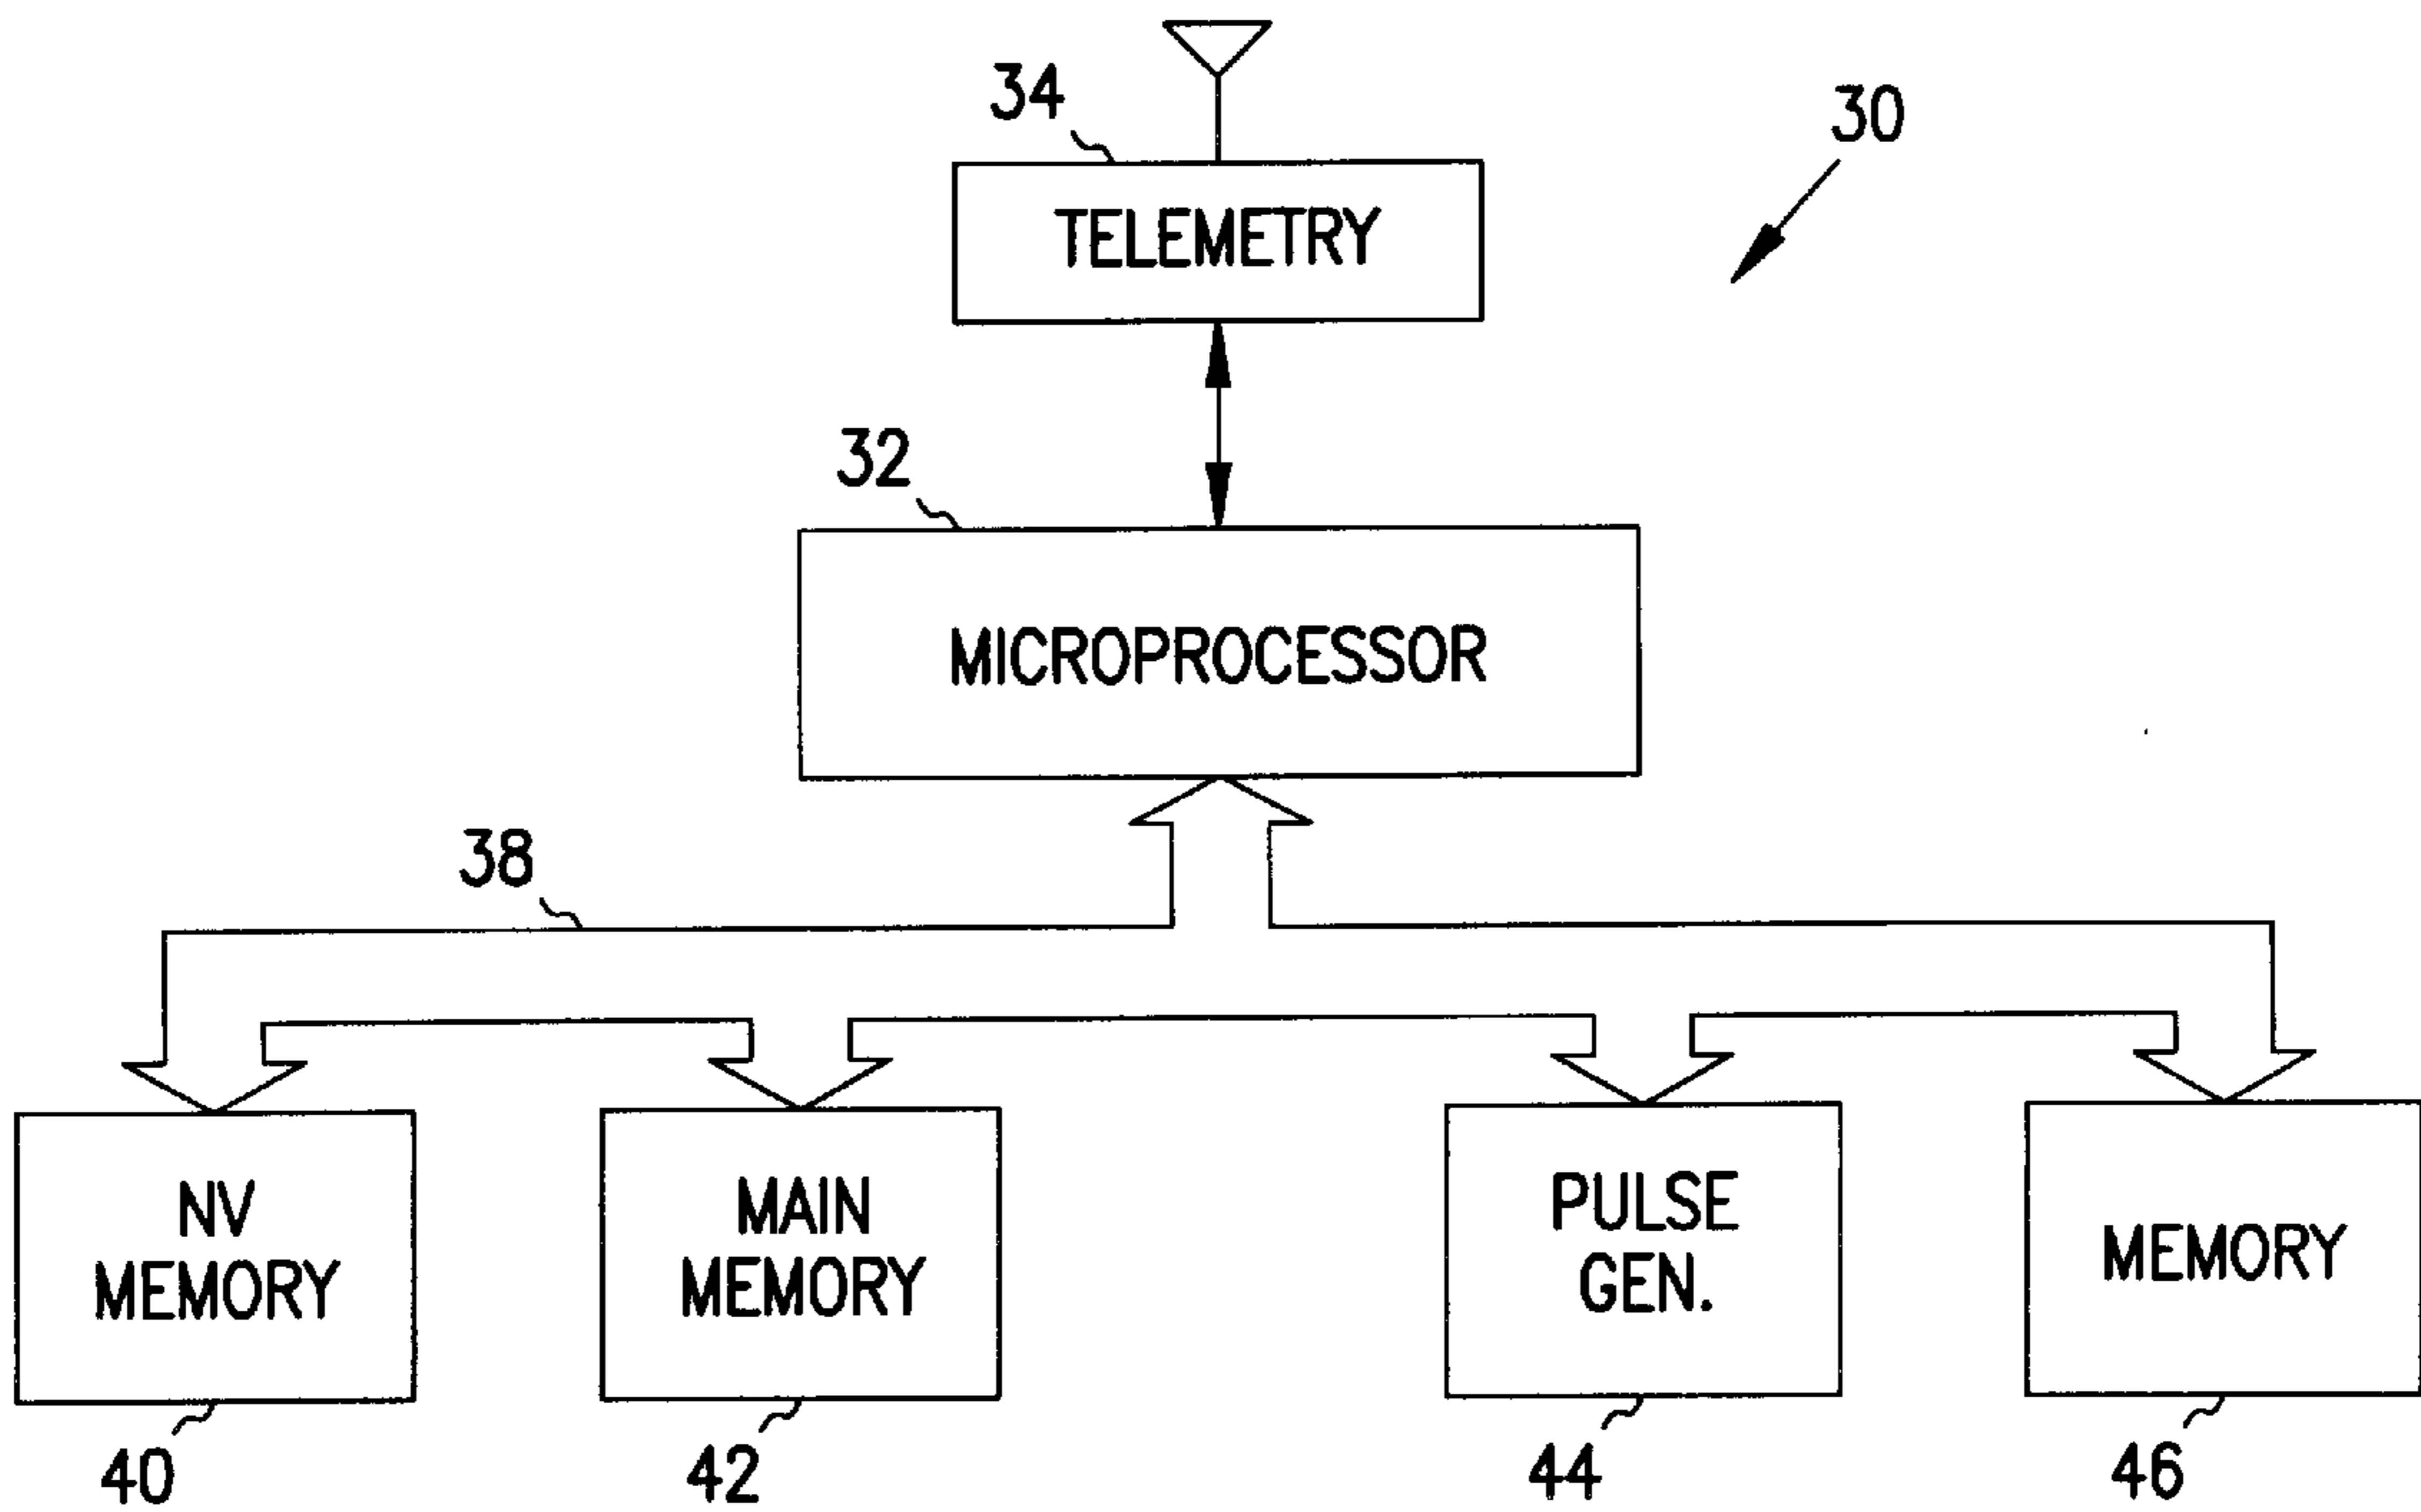 34
30
TELEMETRY
32
MICROPROCESSOR
38
NV
MEMORY
MAIN
MEMORY
PULSE
GEN.
MEMORY
40
42
44
46